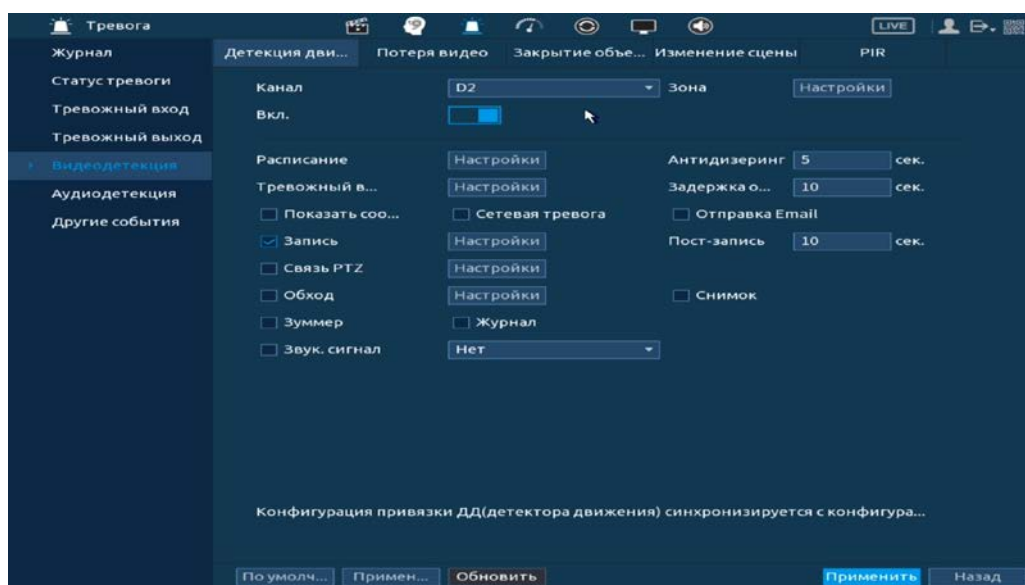 Тревога
LIVE
Журнал
Статус тревоги
Тревожный вход
Тревожный выход
Видеодетекция
Аудиодетекция
Другие события
Детекция дви... Потеря видео Закрытие объе... Изменение сцены PIR
Канал D2 Зона Настройки
Вкл.
Расписание Настройки Антидизеринг 5 сек.
Тревожный в... Настройки Задержка о... 10 сек.
Показать соо... Сетевая тревога Отправка Email
Запись Настройки Пост-запись 10 сек.
Связь PTZ Настройки
Обход Настройки Снимок
Зуммер Журнал
Звук. сигнал Нет
Конфигурация привязки ДД(детектора движения) синхронизируется с конфигура...
По умолч... Примен... Обновить Применить Назад